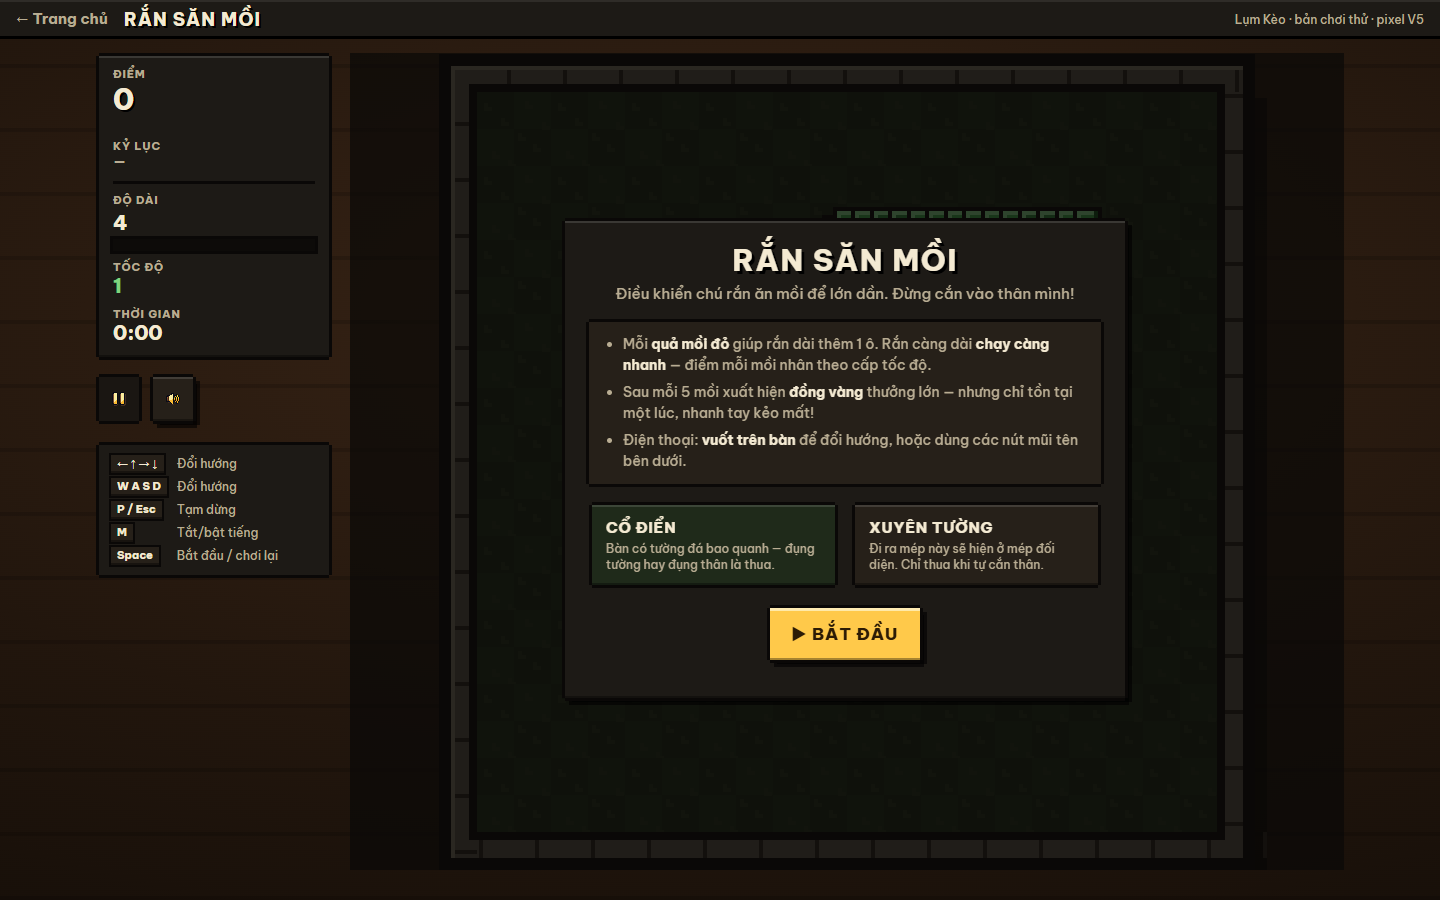 ← Trang chủ RẮN SĂN MỒI
Lụm Kèo · bản chơi thử · pixel V5
ĐIỂM
0
KỶ LỤC
—
ĐỘ DÀI
4
TỐC ĐỘ
1
THỜI GIAN
0:00
←↑→↓ Đổi hướng
W A S D Đổi hướng
P / Esc Tạm dừng
M Tắt/bật tiếng
Space Bắt đầu / chơi lại
RẮN SĂN MỒI
Điều khiển chú rắn ăn mồi để lớn dần. Đừng cắn vào thân mình!
• Mỗi quả mồi đỏ giúp rắn dài thêm 1 ô. Rắn càng dài chạy càng
nhanh — điểm mỗi mồi nhân theo cấp tốc độ.
• Sau mỗi 5 mồi xuất hiện đồng vàng thưởng lớn — nhưng chỉ tồn tại
một lúc, nhanh tay kẻo mất!
• Điện thoại: vuốt trên bàn để đổi hướng, hoặc dùng các nút mũi tên
bên dưới.
CỔ ĐIỂN
Bàn có tường đá bao quanh — đụng
tường hay đụng thân là thua.
XUYÊN TƯỜNG
Đi ra mép này sẽ hiện ở mép đối
diện. Chỉ thua khi tự cắn thân.
▶ BẮT ĐẦU